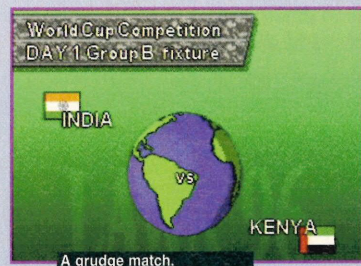 World Cup Competition
DAY 1 Group B fixture
INDIA
VS
KENYA
A grudge match.